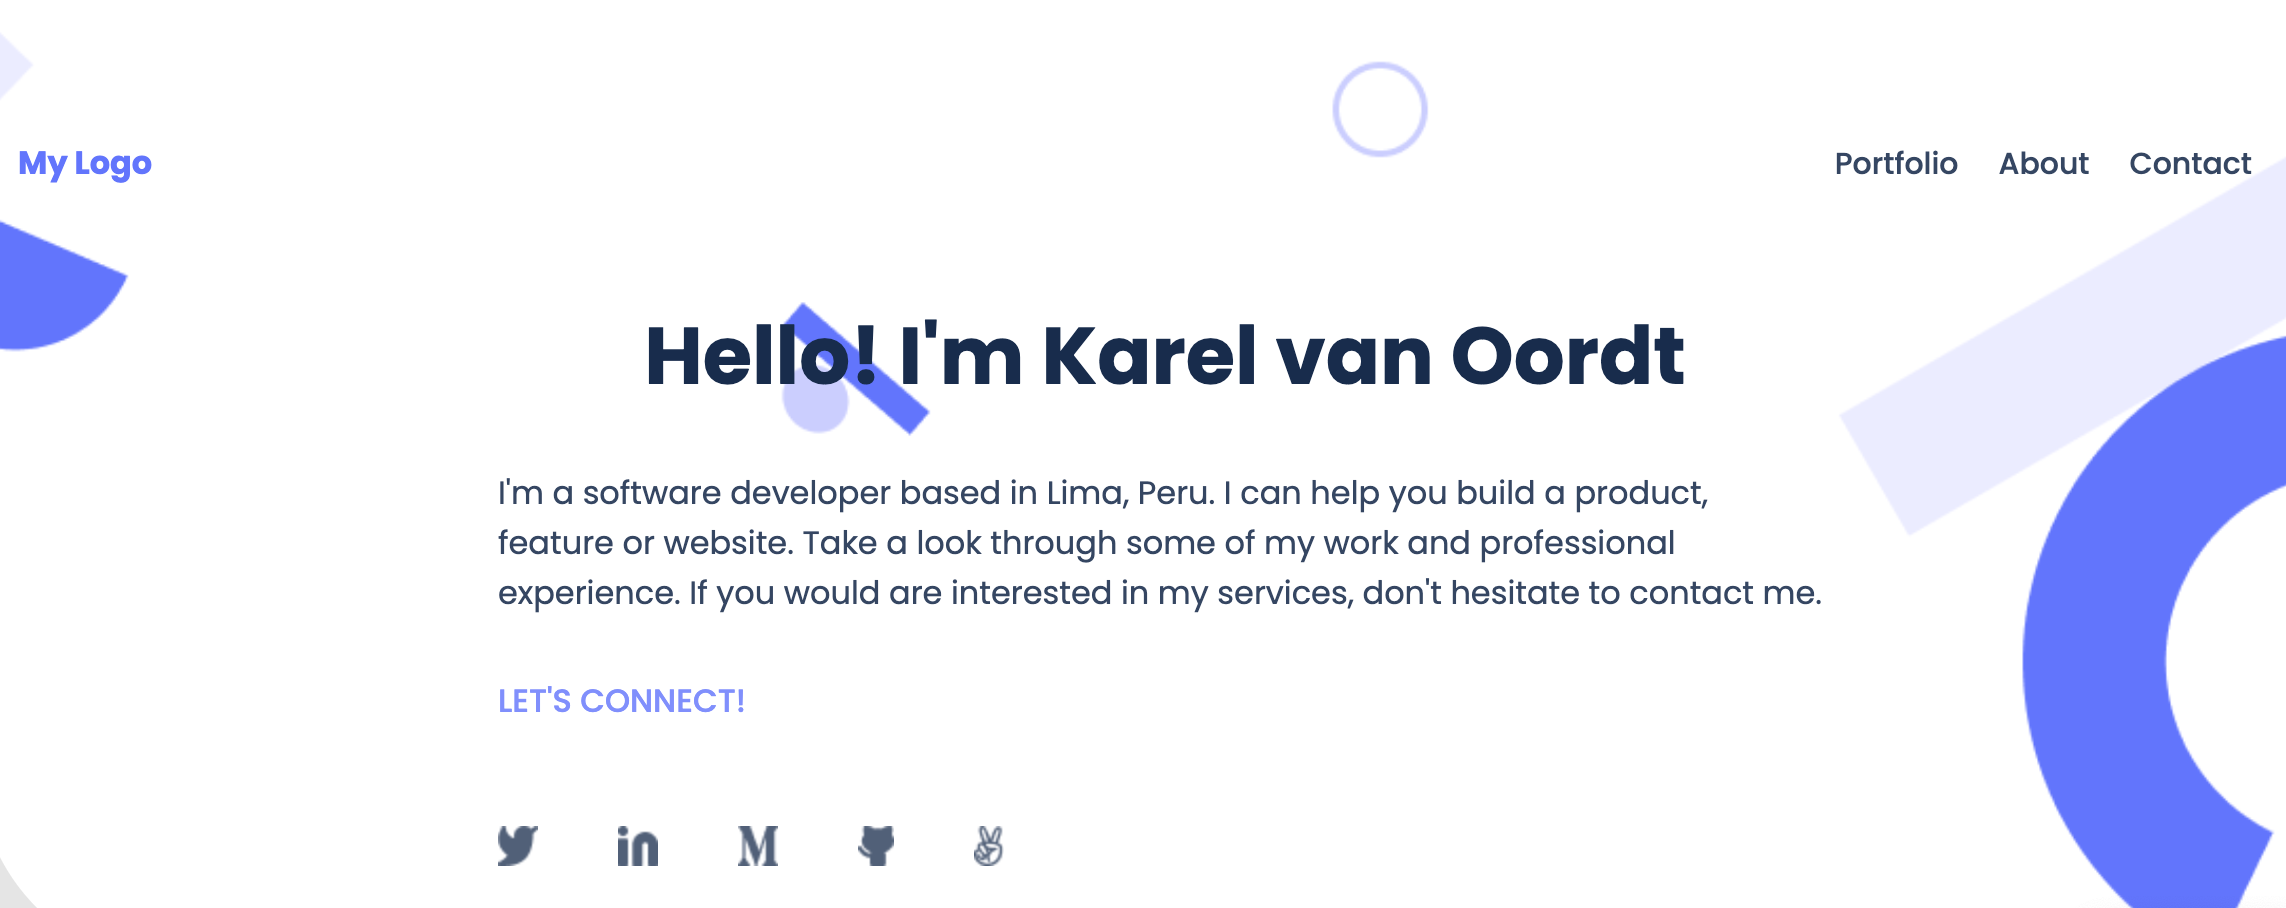 My Logo
Portfolio About Contact
Hello! I'm Karel van Oordt
I'm a software developer based in Lima, Peru. I can help you build a product,
feature or website. Take a look through some of my work and professional
experience. If you would are interested in my services, don't hesitate to contact me.
LET'S CONNECT!